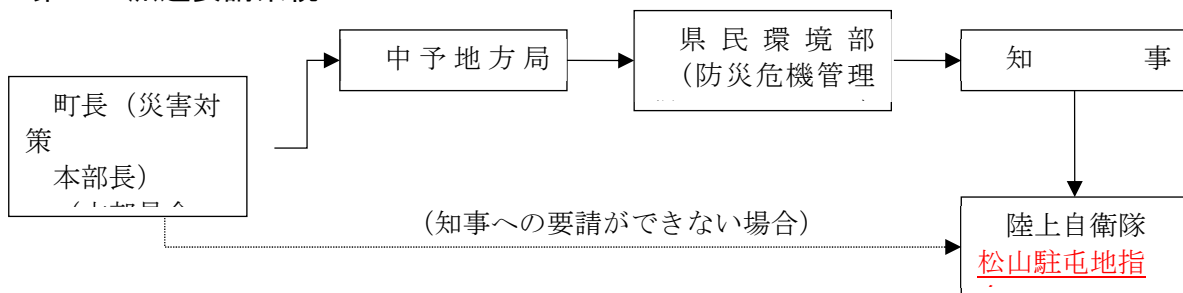 中予地方局
県民環境部
（防災危機管理
知　　事
町長（災害対
策
本部長）
（知事への要請ができない場合）
陸上自衛隊
松山駐屯地指